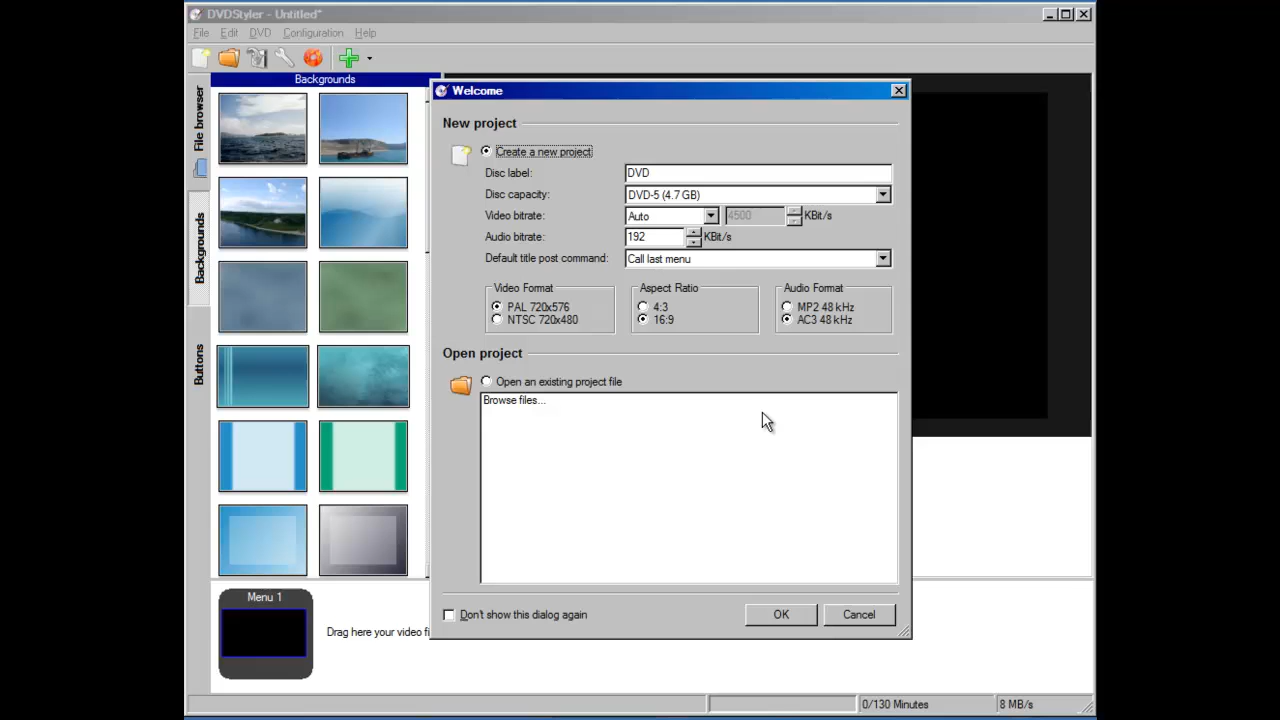 DVDStyler - Untitled*
File Edit DVD Configuration Help
Backgrounds
File browser
Backgrounds
Buttons
Welcome
New project
Create a new project
Disc label: DVD
Disc capacity: DVD-5 (4.7 GB)
Video bitrate: Auto 4500 KBit/s
Audio bitrate: 192 KBit/s
Default title post command: Call last menu
Video Format Aspect Ratio Audio Format
PAL 720x576 4:3 MP2 48 kHz
NTSC 720x480 16:9 AC3 48 kHz
Open project
Open an existing project file
Browse files...
Don't show this dialog again OK Cancel
Menu 1
Drag here your video fi
0/130 Minutes 8 MB/s